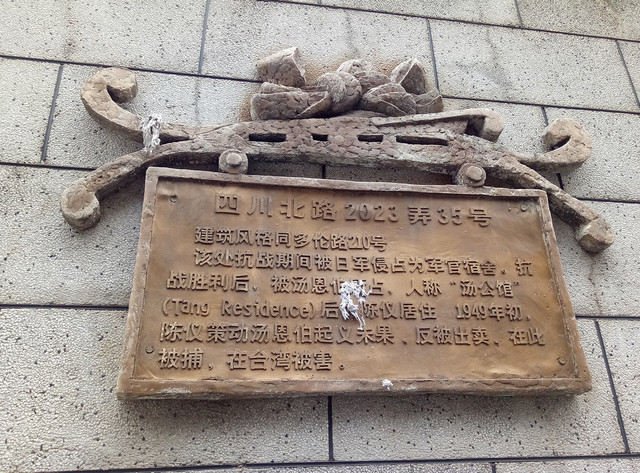 四川北路2023弄35号
建筑风格同多伦路210号
该处抗战期间被日军侵占为军官宿舍，抗
战胜利后，被汤恩伯占，人称“汤公馆”
(Tang Residence)后陈仪居住 1949年初，
陈仪策动汤恩伯起义未果，反被出卖，在此
被捕，在台湾被害。